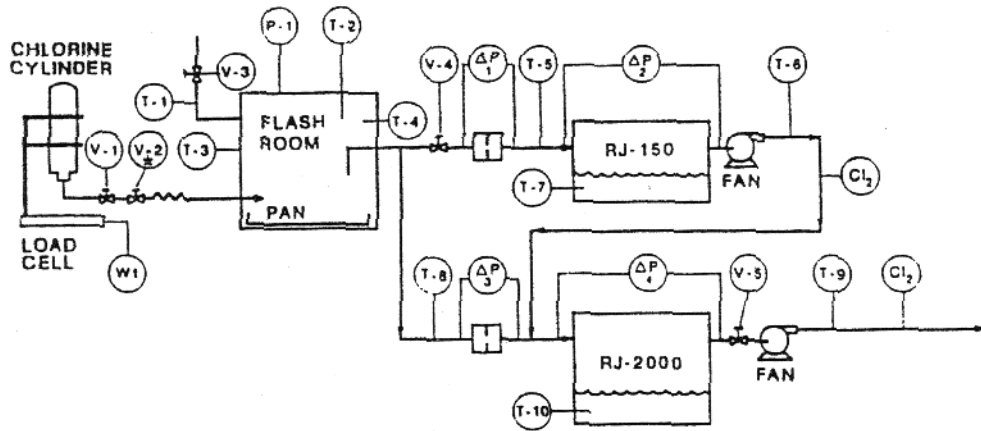 CHLORINE
CYLINDER
P-1
T-2
V-3
T-1
V-4
ΔP
1
T-5
ΔP
2
T-6
FLASH
ROOM
T-4
V-1
V-2
T-3
RJ-150
T-7
FAN
Cl2
PAN
LOAD
CELL
Wt
T-8
ΔP
3
ΔP
4
V-5
T-9
Cl2
RJ-2000
FAN
T-10